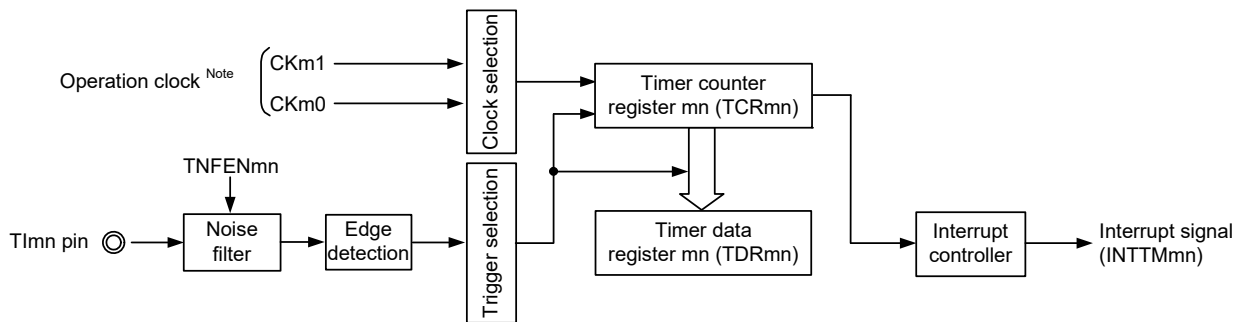 Operation clock Note
CKm1
CKm0
Clock selection
Timer counter
register mn (TCRmn)
TNFENmn
TImn pin
Noise
filter
Edge
detection
Trigger selection
Timer data
register mn (TDRmn)
Interrupt
controller
Interrupt signal
(INTTMmn)